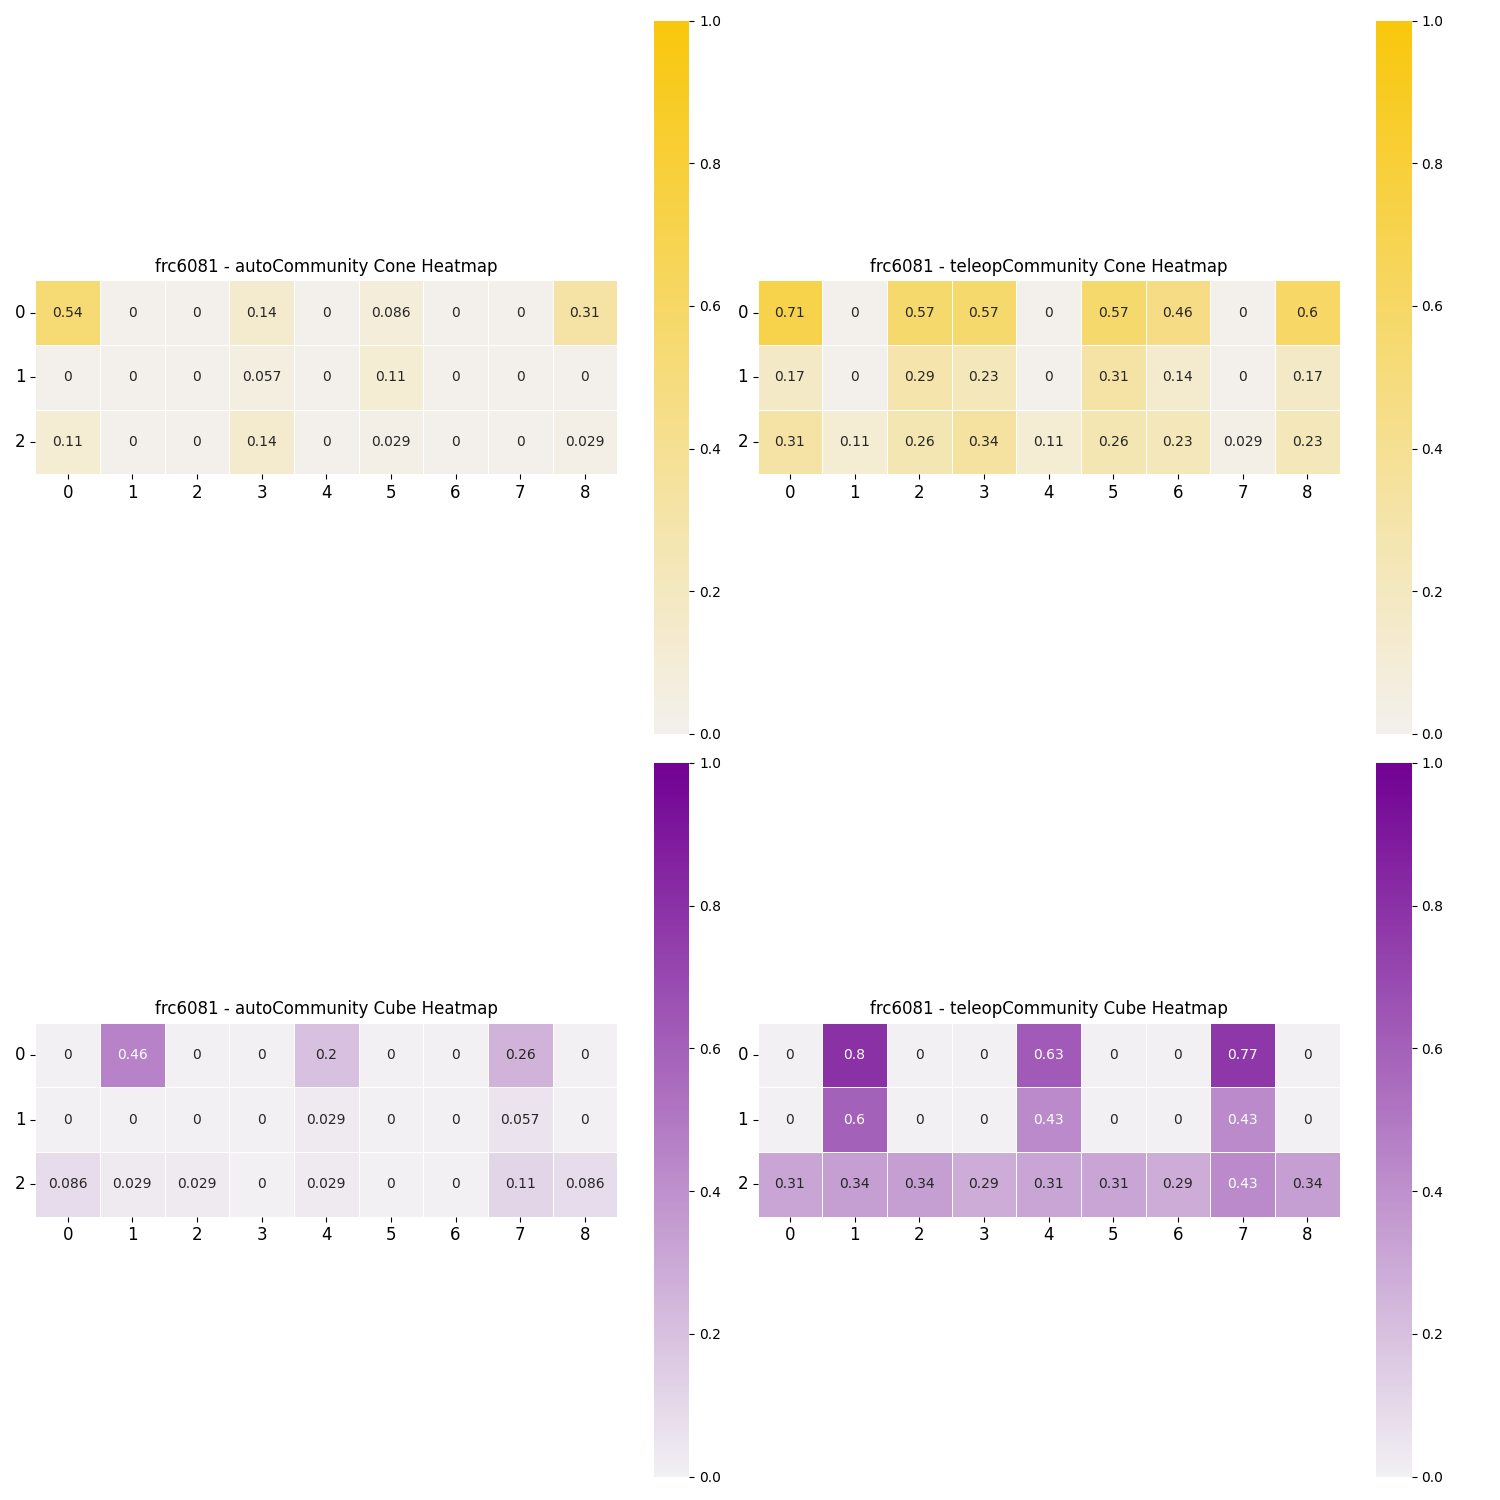 frc6081 - autoCommunity Cone Heatmap
0 0.54 0 0 0.14 0 0.086 0 0 0.31
1 0 0 0 0.057 0 0.11 0 0 0
2 0.11 0 0 0.14 0 0.029 0 0 0.029
0 1 2 3 4 5 6 7 8
1.0
0.8
0.6
0.4
0.2
0.0
frc6081 - teleopCommunity Cone Heatmap
0 0.71 0 0.57 0.57 0 0.57 0.46 0 0.6
1 0.17 0 0.29 0.23 0 0.31 0.14 0 0.17
2 0.31 0.11 0.26 0.34 0.11 0.26 0.23 0.029 0.23
0 1 2 3 4 5 6 7 8
1.0
0.8
0.6
0.4
0.2
0.0
frc6081 - autoCommunity Cube Heatmap
0 0 0.46 0 0 0.2 0 0 0.26 0
1 0 0 0 0 0.029 0 0 0.057 0
2 0.086 0.029 0.029 0 0.029 0 0 0.11 0.086
0 1 2 3 4 5 6 7 8
1.0
0.8
0.6
0.4
0.2
0.0
frc6081 - teleopCommunity Cube Heatmap
0 0 0.8 0 0 0.63 0 0 0.77 0
1 0 0.6 0 0 0.43 0 0 0.43 0
2 0.31 0.34 0.34 0.29 0.31 0.31 0.29 0.43 0.34
0 1 2 3 4 5 6 7 8
1.0
0.8
0.6
0.4
0.2
0.0